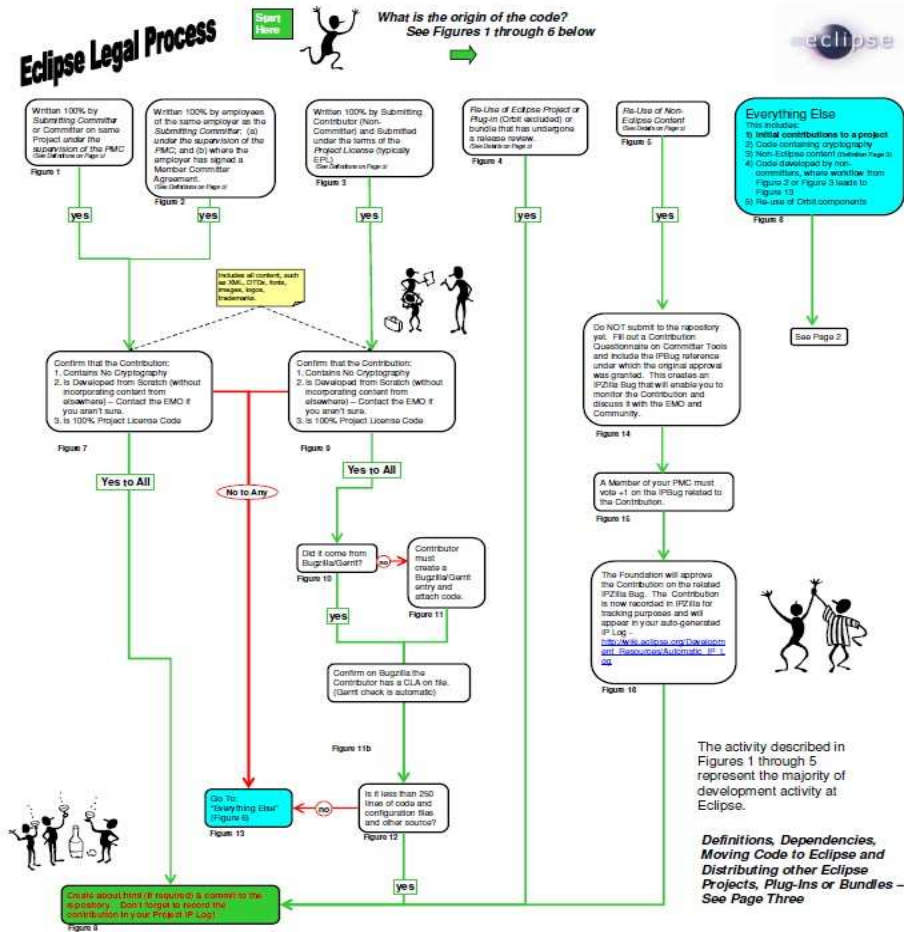 Eclipse Legal Process
Start
Here
What is the origin of the code?
See Figures 1 through 6 below
eclipse
Written 100% by
Submitting Committer
or Committer on same
Project under the
supervision of the PMC
(See Definitions on Page 3)
Figure 1
Written 100% by employees
of the same employer as the
Submitting Committer; (a)
under the supervision of the
PMC; and (b) where the
employer has signed a
Member Committer
Agreement.
(See Definitions on Page 3)
Figure 2
Written 100% by Submitting
Contributor (Non-
Committer) and Submitted
under the terms of the
Project License (typically
EPL)
(See Definitions on Page 3)
Figure 3
Re-Use of Eclipse Project or
Plug-in (Orbit excluded) or
bundle that has undergone
a release review.
(See Details on Page 3)
Figure 4
Re-Use of Non-
Eclipse Content
(See Details on Page 3)
Figure 5
Everything Else
This includes:
1) Initial contributions to a project
2) Code containing cryptography
3) Non-Eclipse content (Definition Page 3)
4) Code developed by
non-
committers, where workflow from
Figure 2 or Figure 3 leads to
Figure 13
5) Re-use of Orbit components
Figure 6
yes
yes
yes
yes
yes
Includes all content, such
as XML, DTDs, fonts,
images, logos,
trademarks.
See Page 2
Confirm that the Contribution:
1. Contains No Cryptography
2. Is Developed from Scratch (without
incorporating content from
elsewhere) – Contact the EMO if
you aren't sure.
3. Is 100% Project License Code
Figure 7
Confirm that the Contribution:
1. Contains No Cryptography
2. Is Developed from Scratch (without
incorporating content from
elsewhere) – Contact the EMO if
you aren't sure.
3. Is 100% Project License Code
Figure 9
Do NOT submit to the repository
yet. Fill out a Contribution
Questionnaire on Committer Tools
and include the IPBug reference
under which the original approval
was granted. This creates an
IPZilla Bug that will enable you to
monitor the Contribution and
discuss it with the EMO and
Community.
Figure 14
Yes to All
No to Any
Yes to All
A Member of your PMC must
vote +1 on the IPBug related to
the Contribution.
Figure 15
Did it come from
Bugzilla/Gerrit?
Figure 10
no
Contributor
must
create a
Bugzilla/Gerrit
entry and
attach code.
Figure 11
yes
The Foundation will approve
the Contribution on the related
IPZilla Bug. The Contribution
is now recorded in IPZilla for
tracking purposes and will
appear in your auto-generated
IP Log -
http://wiki.eclipse.org/Developm
ent_Resources/Automatic_IP_L
og
Figure 16
Confirm on Bugzilla the
Contributor has a CLA on file.
(Gerrit check is automatic)
Figure 11b
Go To:
"Everything Else"
(Figure 6)
Figure 13
no
Is it less than 250
lines of code and
configuration files
and other source?
Figure 12
yes
The activity described in
Figures 1 through 5
represent the majority of
development activity at
Eclipse.
Definitions, Dependencies,
Moving Code to Eclipse and
Distributing other Eclipse
Projects, Plug-Ins or Bundles –
See Page Three
Create about.html (if required) & commit to the
repository. Don't forget to record the
contribution in your Project IP Log!
Figure 8